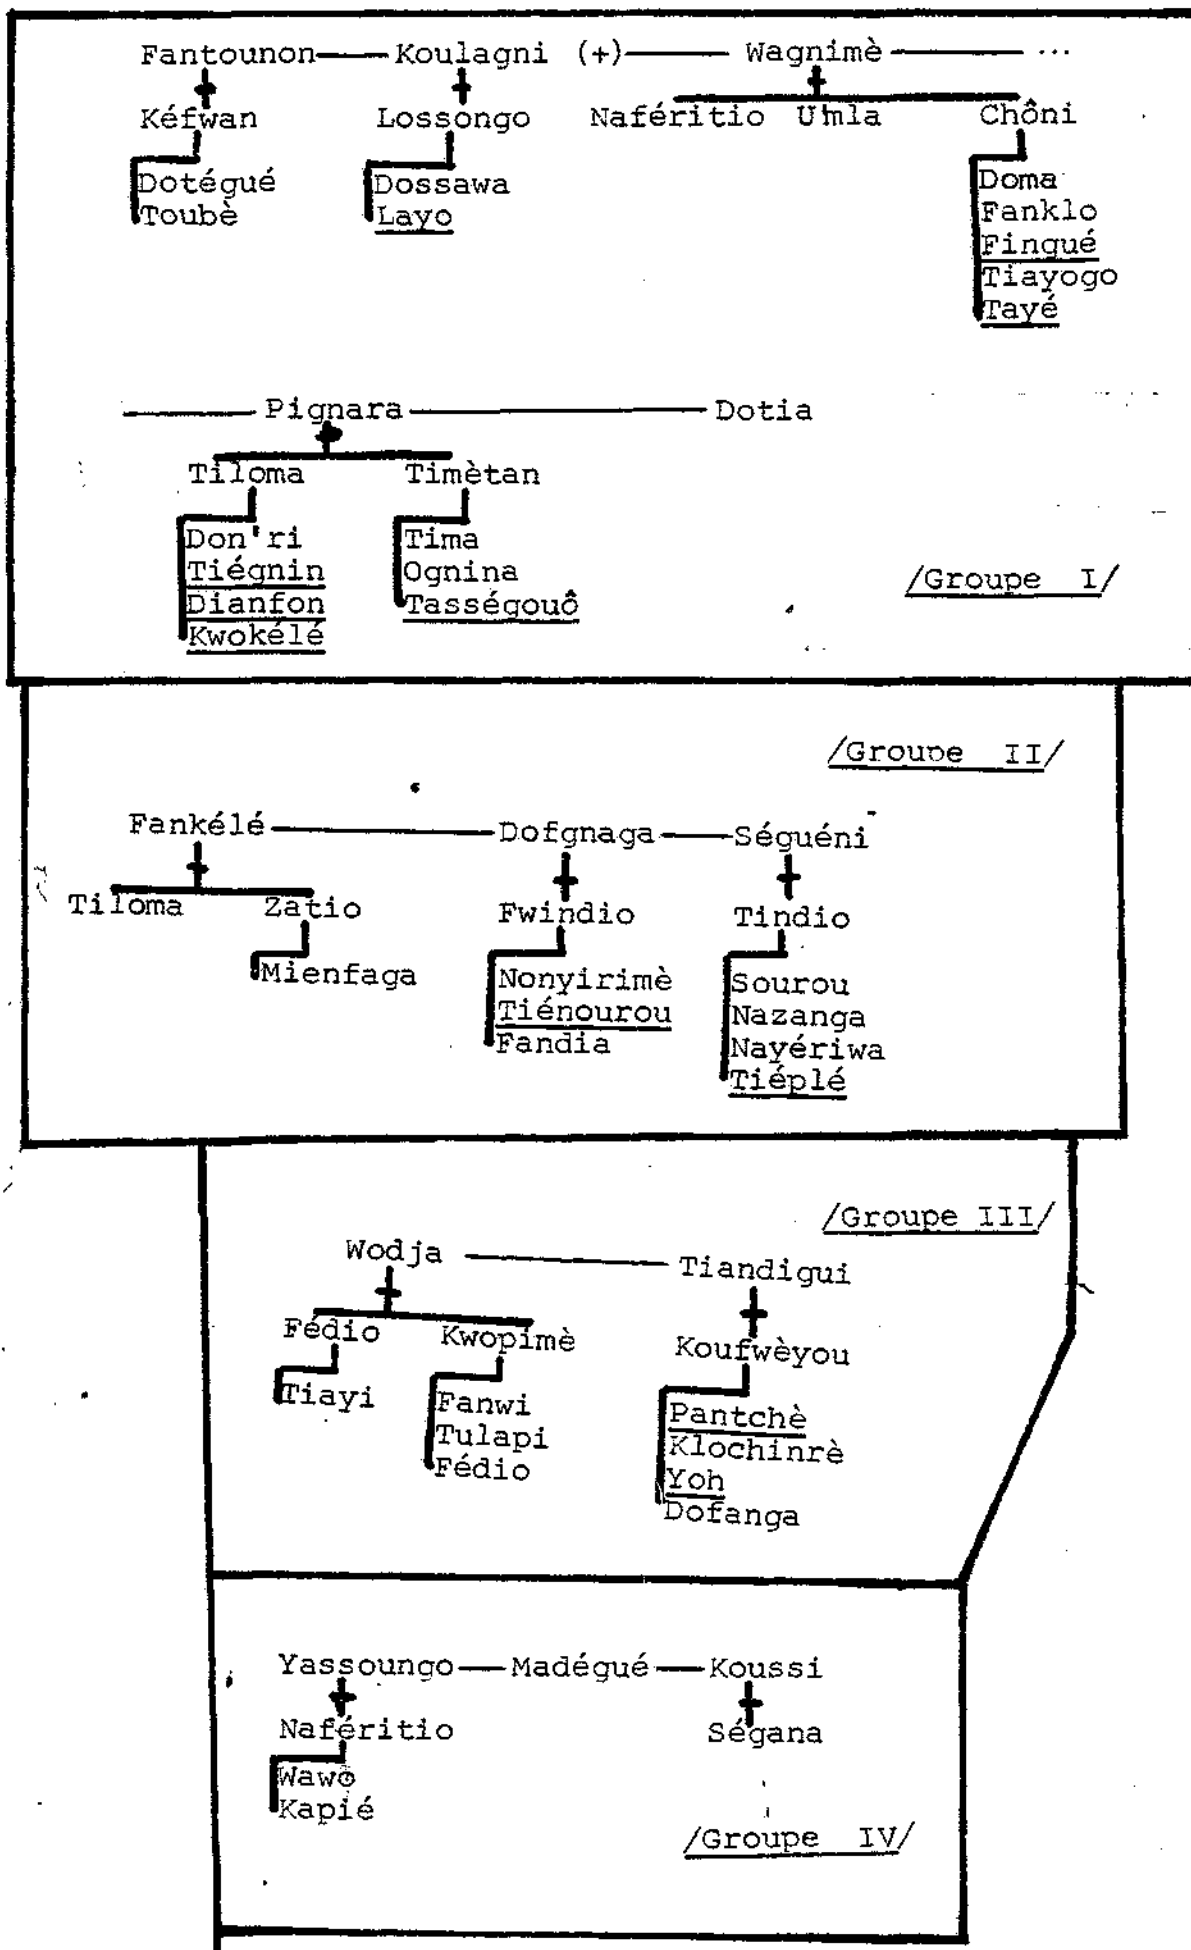 Fantounon Koulagni (+) Wagnimè ...
Kéfwan Lossongo Naféritio Umla Chôni
Dotégué Dossawa Doma
Toubè Layo Fanklo
Fingué
Tiayogo
Tayé
Pignara Dotia
Tiloma Timètan
Don'ri Tima
Tiégnin Ognina
Dianfon Tasségouô
Kwokélé
/Groupe I/
/Groupe II/
Fankélé Dofgnaga Séguéni
Tiloma Zatio Fwindio Tindio
Mienfaga Nonyirimè Sourou
Tiénourou Nazanga
Fandia Nayériwa
Tiéplé
/Groupe III/
Wodja Tiandigui
Fédio Kwopimè Koufwèyou
Tiayi Fanwi Pantchè
Tulapi Klochinrè
Fédio Yoh
Dofanga
Yassoungo Madégué Koussi
Naféritio Ségana
Wawo
Kapié
/Groupe IV/